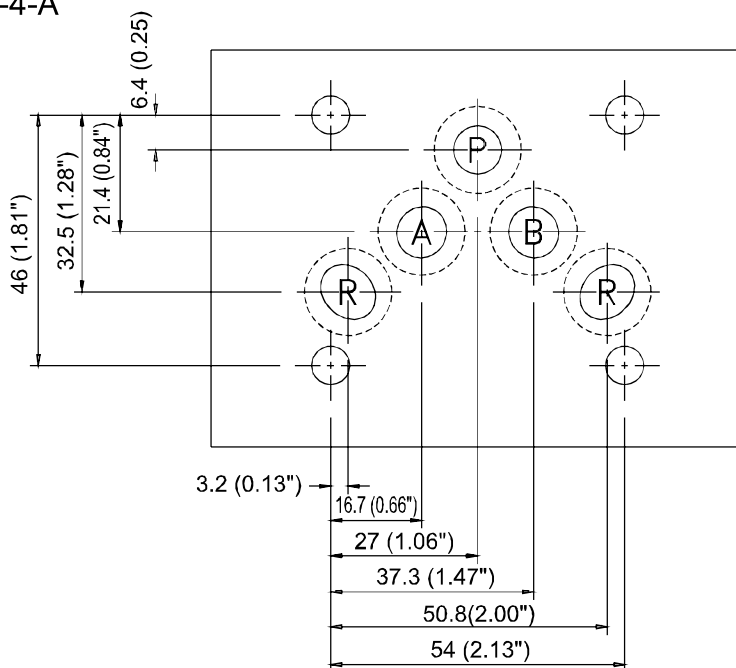 -4-A
6.4 (0.25)
21.4 (0.84")
32.5 (1.28")
46 (1.81")
P
A
B
R
R
3.2 (0.13")
16.7 (0.66")
27 (1.06")
37.3 (1.47")
50.8(2.00")
54 (2.13")